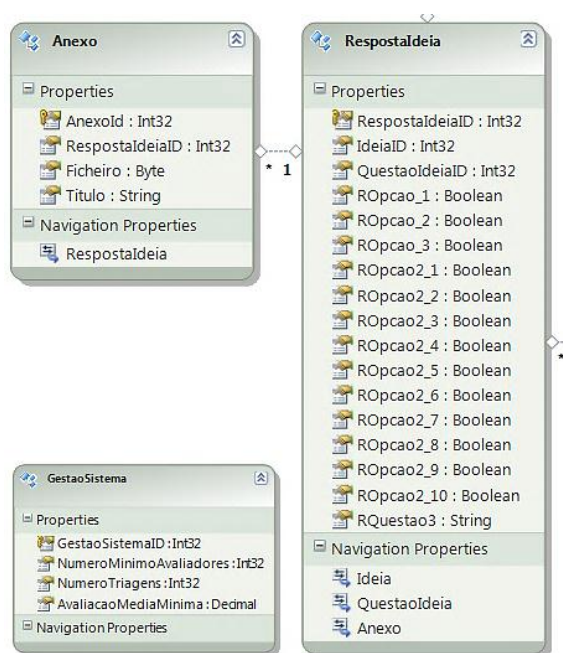 Anexo
Properties
AnexoId : Int32
RespostaIdeiaID : Int32
Ficheiro : Byte
Titulo : String
Navigation Properties
RespostaIdeia
* 1
RespostaIdeia
Properties
RespostaIdeiaID : Int32
IdeiaID : Int32
QuestaoIdeiaID : Int32
ROpcao_1 : Boolean
ROpcao_2 : Boolean
ROpcao_3 : Boolean
ROpcao2_1 : Boolean
ROpcao2_2 : Boolean
ROpcao2_3 : Boolean
ROpcao2_4 : Boolean
ROpcao2_5 : Boolean
ROpcao2_6 : Boolean
ROpcao2_7 : Boolean
ROpcao2_8 : Boolean
ROpcao2_9 : Boolean
ROpcao2_10 : Boolean
RQuestao3 : String
Navigation Properties
Ideia
QuestaoIdeia
Anexo
*
GestaoSistema
Properties
GestaoSistemaID :Int32
NumeroMinimoAvaliadores : Int32
NumeroTriagens : Int32
AvaliacaoMediaMinima : Decimal
Navigation Properties